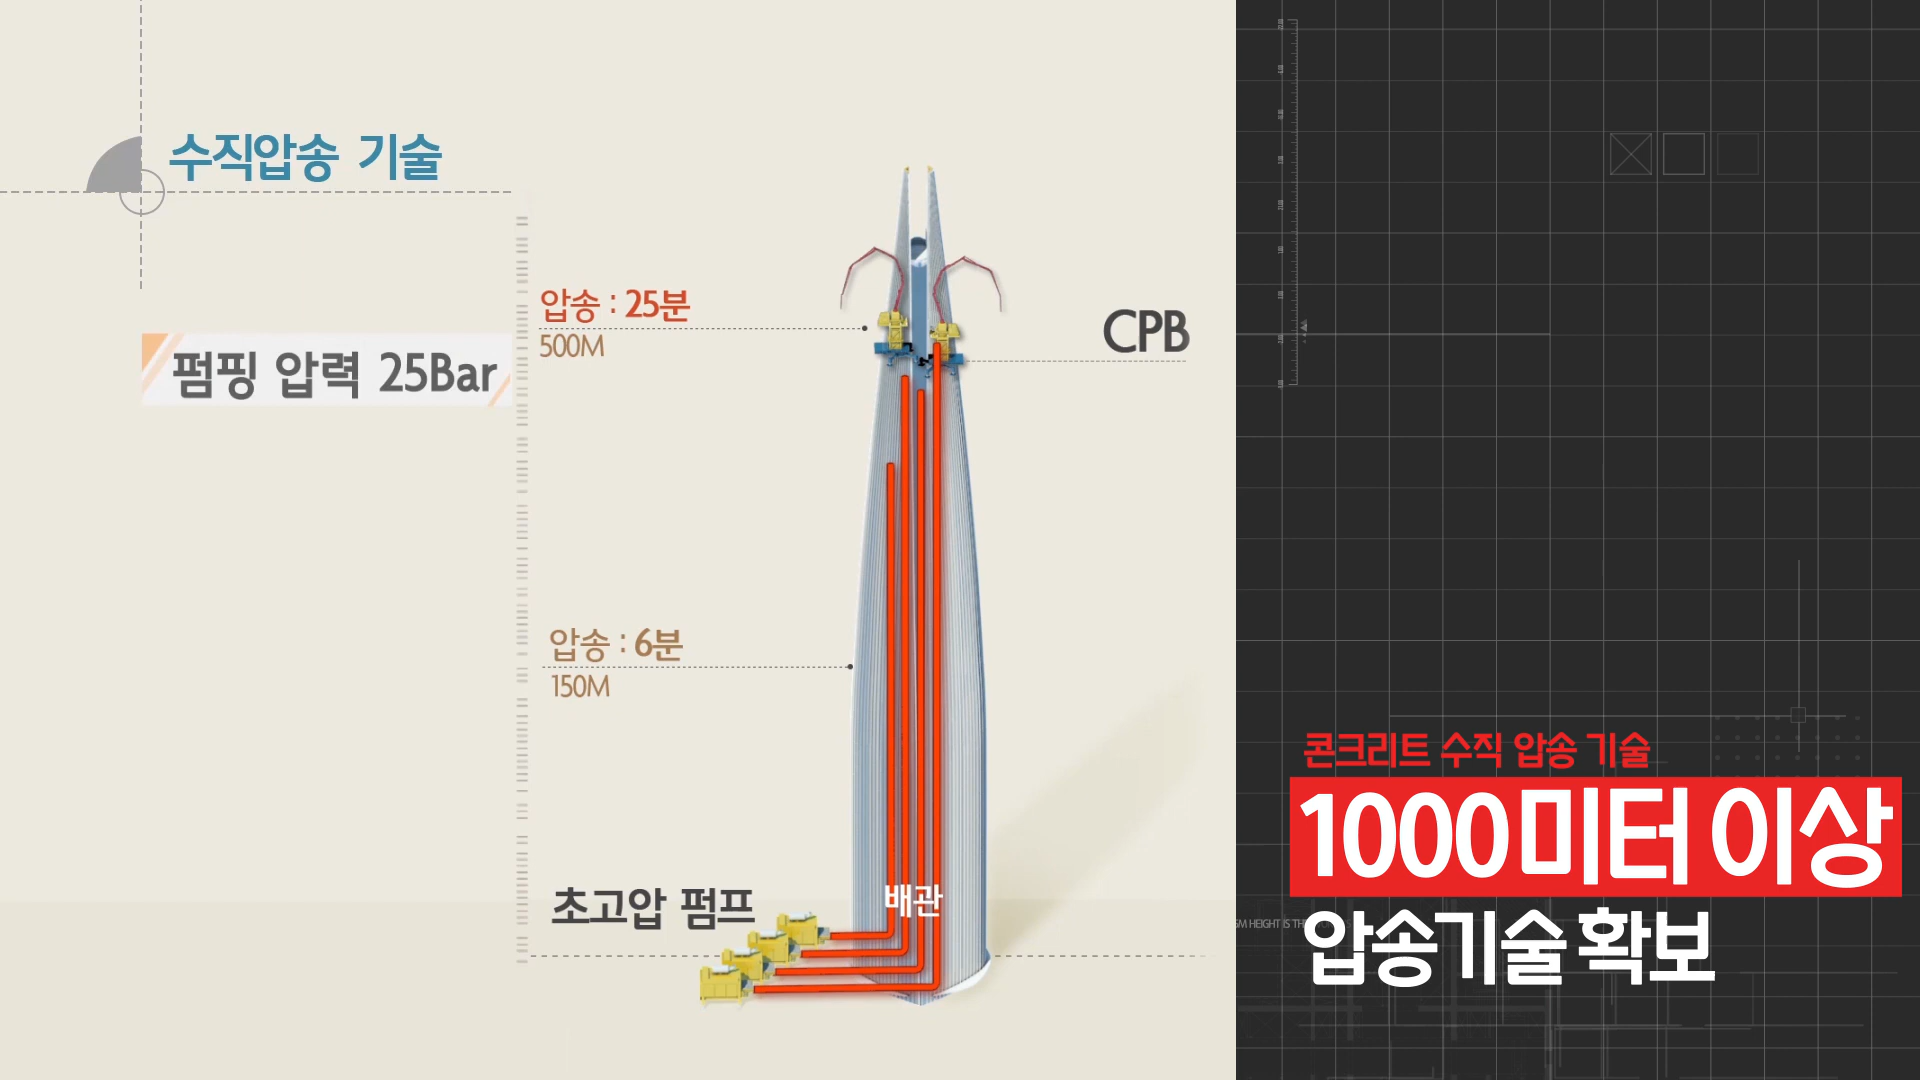 수직압송 기술
압송 : 25분
500M
CPB
펌핑 압력 25Bar
압송 : 6분
150M
초고압 펌프
배관
콘크리트 수직 압송 기술
1000미터 이상
압송기술 확보